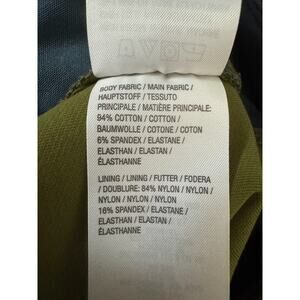 BODY FABRIC / MAIN FABRIC /
HAUPTSTOFF / TESSUTO
PRINCIPALE / MATIÈRE PRINCIPALE:
94% COTTON / COTTON /
BAUMWOLLE / COTONE / COTON
6% SPANDEX / ELASTANE /
ELASTHAN / ELASTAN /
ÉLASTHANNE
LINING / LINING / FUTTER / FODERA
/ DOUBLURE: 84% NYLON / NYLON /
NYLON / NYLON / NYLON
16% SPANDEX / ELASTANE /
ELASTHAN / ELASTAN /
ÉLASTHANNE